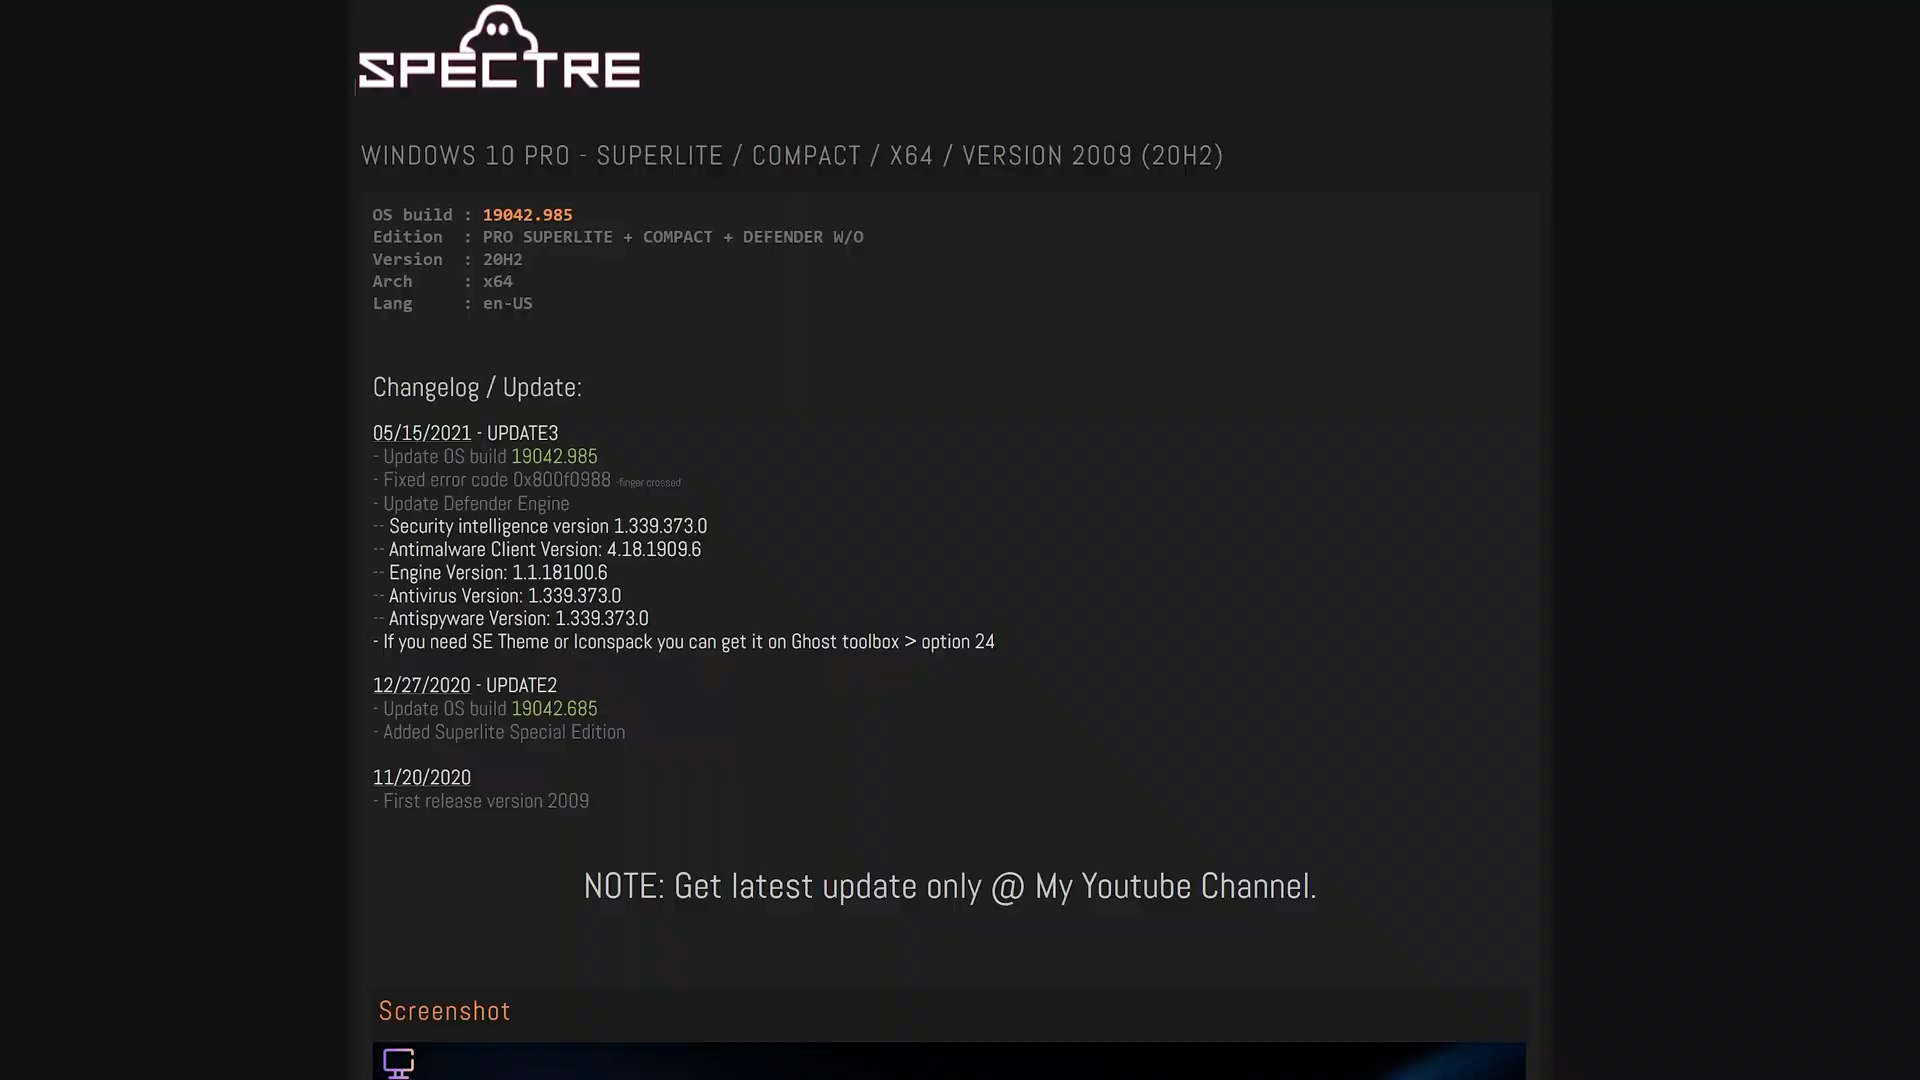 SPECTRE
WINDOWS 10 PRO - SUPERLITE / COMPACT / X64 / VERSION 2009 (20H2)
OS build : 19042.985
Edition : PRO SUPERLITE + COMPACT + DEFENDER W/O
Version : 20H2
Arch : x64
Lang : en-US
Changelog / Update:
05/15/2021 - UPDATE3
- Update OS build 19042.985
- Fixed error code 0x800f0988 -finger crossed
- Update Defender Engine
-- Security intelligence version 1.339.373.0
-- Antimalware Client Version: 4.18.1909.6
-- Engine Version: 1.1.18100.6
-- Antivirus Version: 1.339.373.0
-- Antispyware Version: 1.339.373.0
- If you need SE Theme or Iconspack you can get it on Ghost toolbox > option 24
12/27/2020 - UPDATE2
- Update OS build 19042.685
- Added Superlite Special Edition
11/20/2020
- First release version 2009
NOTE: Get latest update only @ My Youtube Channel.
Screenshot